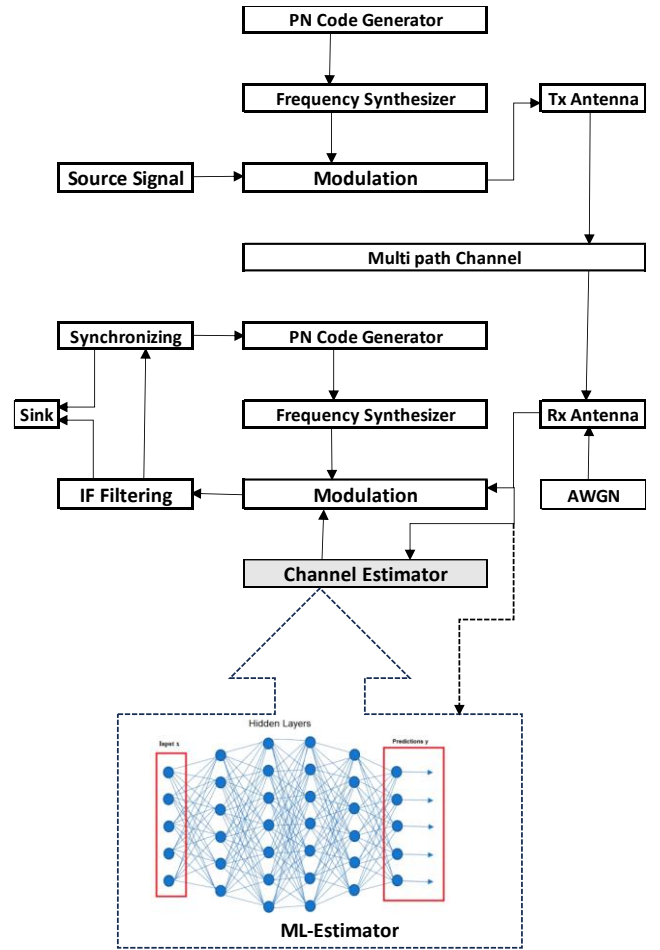 PN Code Generator
Frequency Synthesizer
Tx Antenna
Source Signal
Modulation
Multi path Channel
Synchronizing
PN Code Generator
Sink
Frequency Synthesizer
Rx Antenna
IF Filtering
Modulation
AWGN
Channel Estimator
Hidden Layers
Input x
Predictions y
ML-Estimator